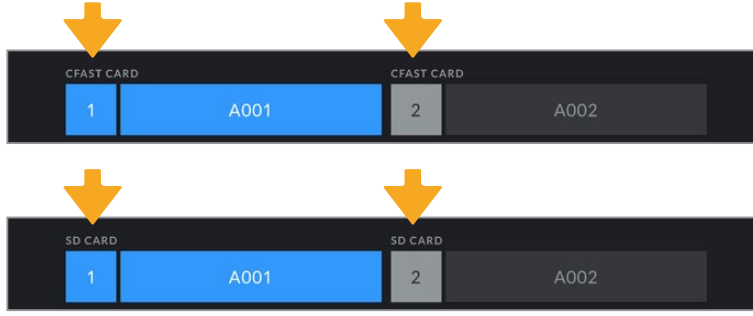 CFAST CARD CFAST CARD
1 A001 2 A002
SD CARD SD CARD
1 A001 2 A002